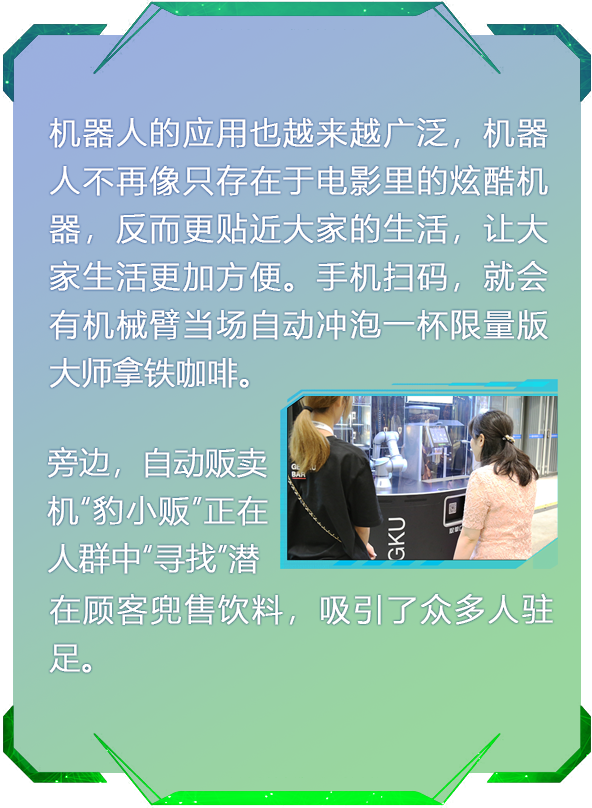 机器人的应用也越来越广泛，机器
人不再像只存在于电影里的炫酷机
器，反而更贴近大家的生活，让大
家生活更加方便。手机扫码，就会
有机械臂当场自动冲泡一杯限量版
大师拿铁咖啡。
旁边，自动贩卖
机“豹小贩”正在
人群中“寻找”潜
在顾客兜售饮料，吸引了众多人驻
足。
BAR
GKU